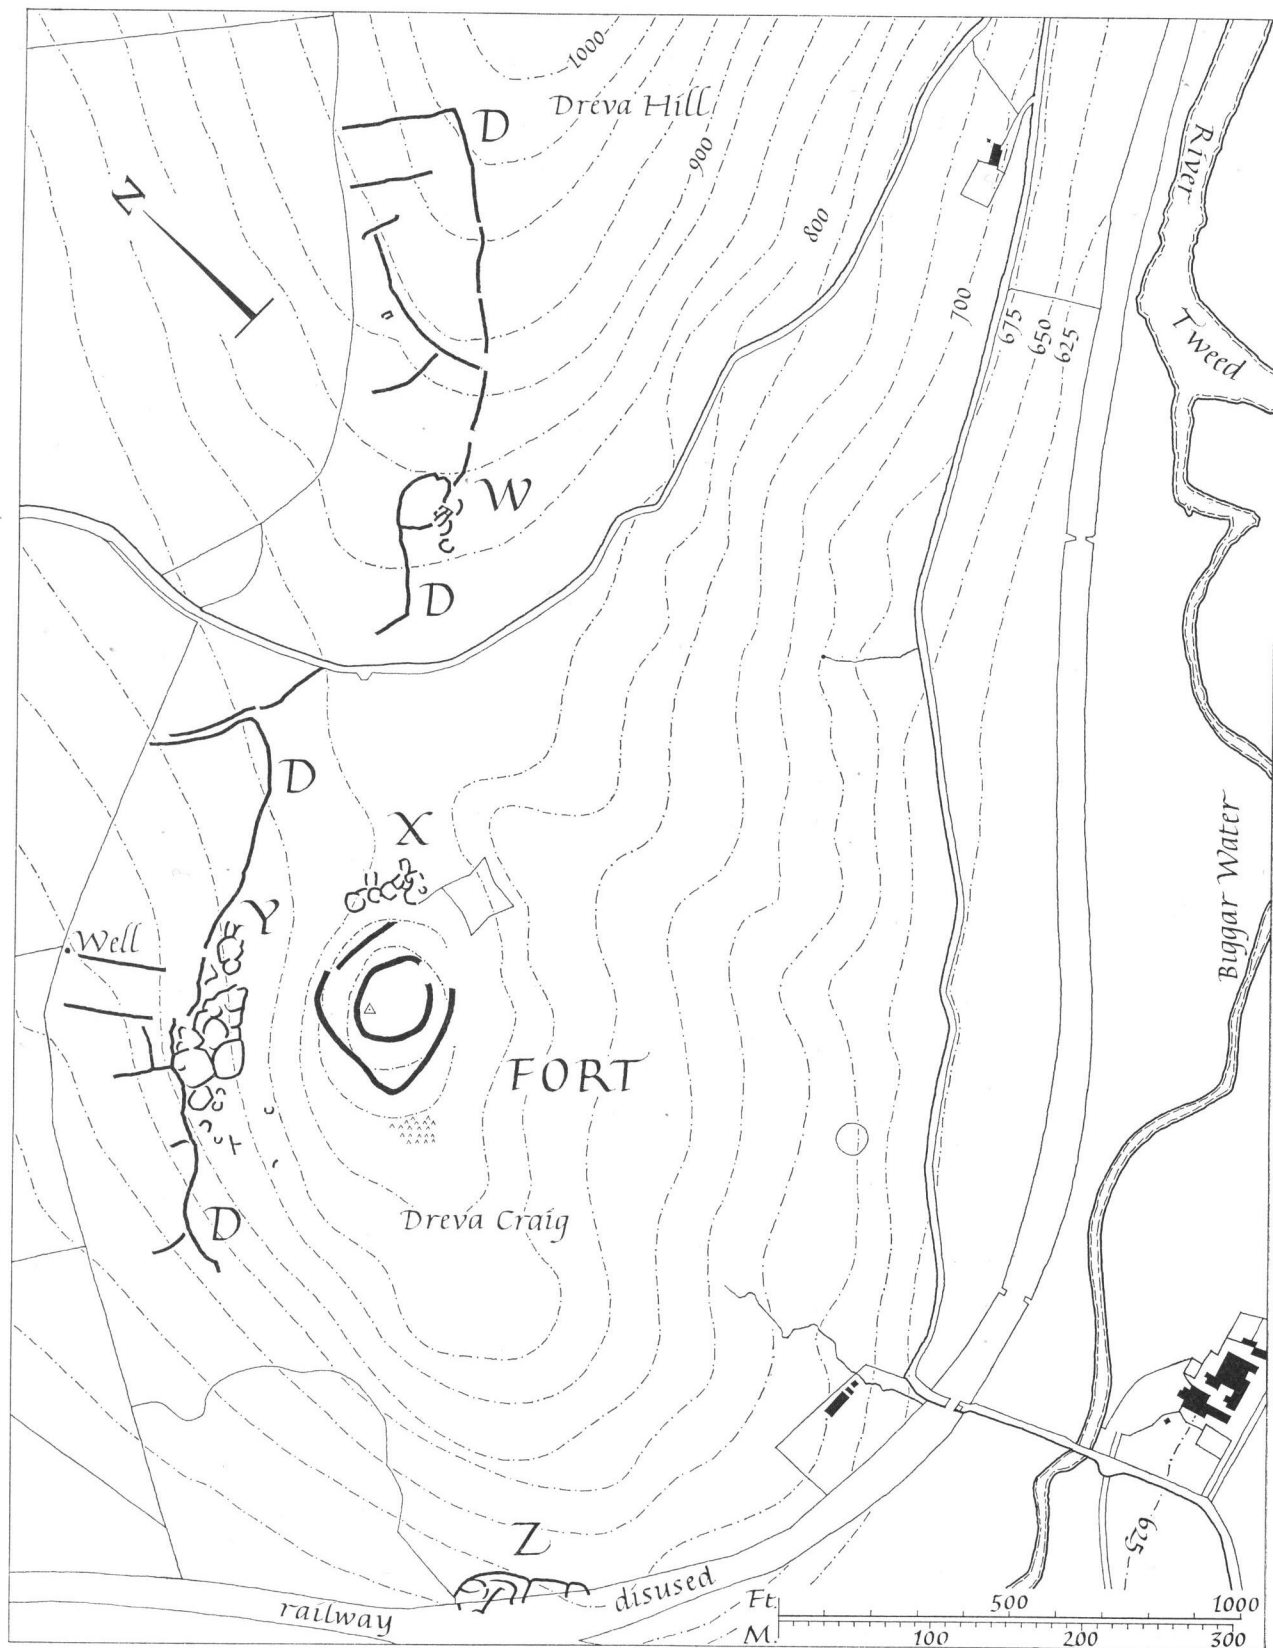 1000
Dreva Hill
D
900
River
N
800
700
675
650
625
Tweed
W
D
D
X
Y
Well
Biggar Water
FORT
D
Dreva Craig
Z
625
disused
railway
Ft.
500
1000
M.
100
200
300